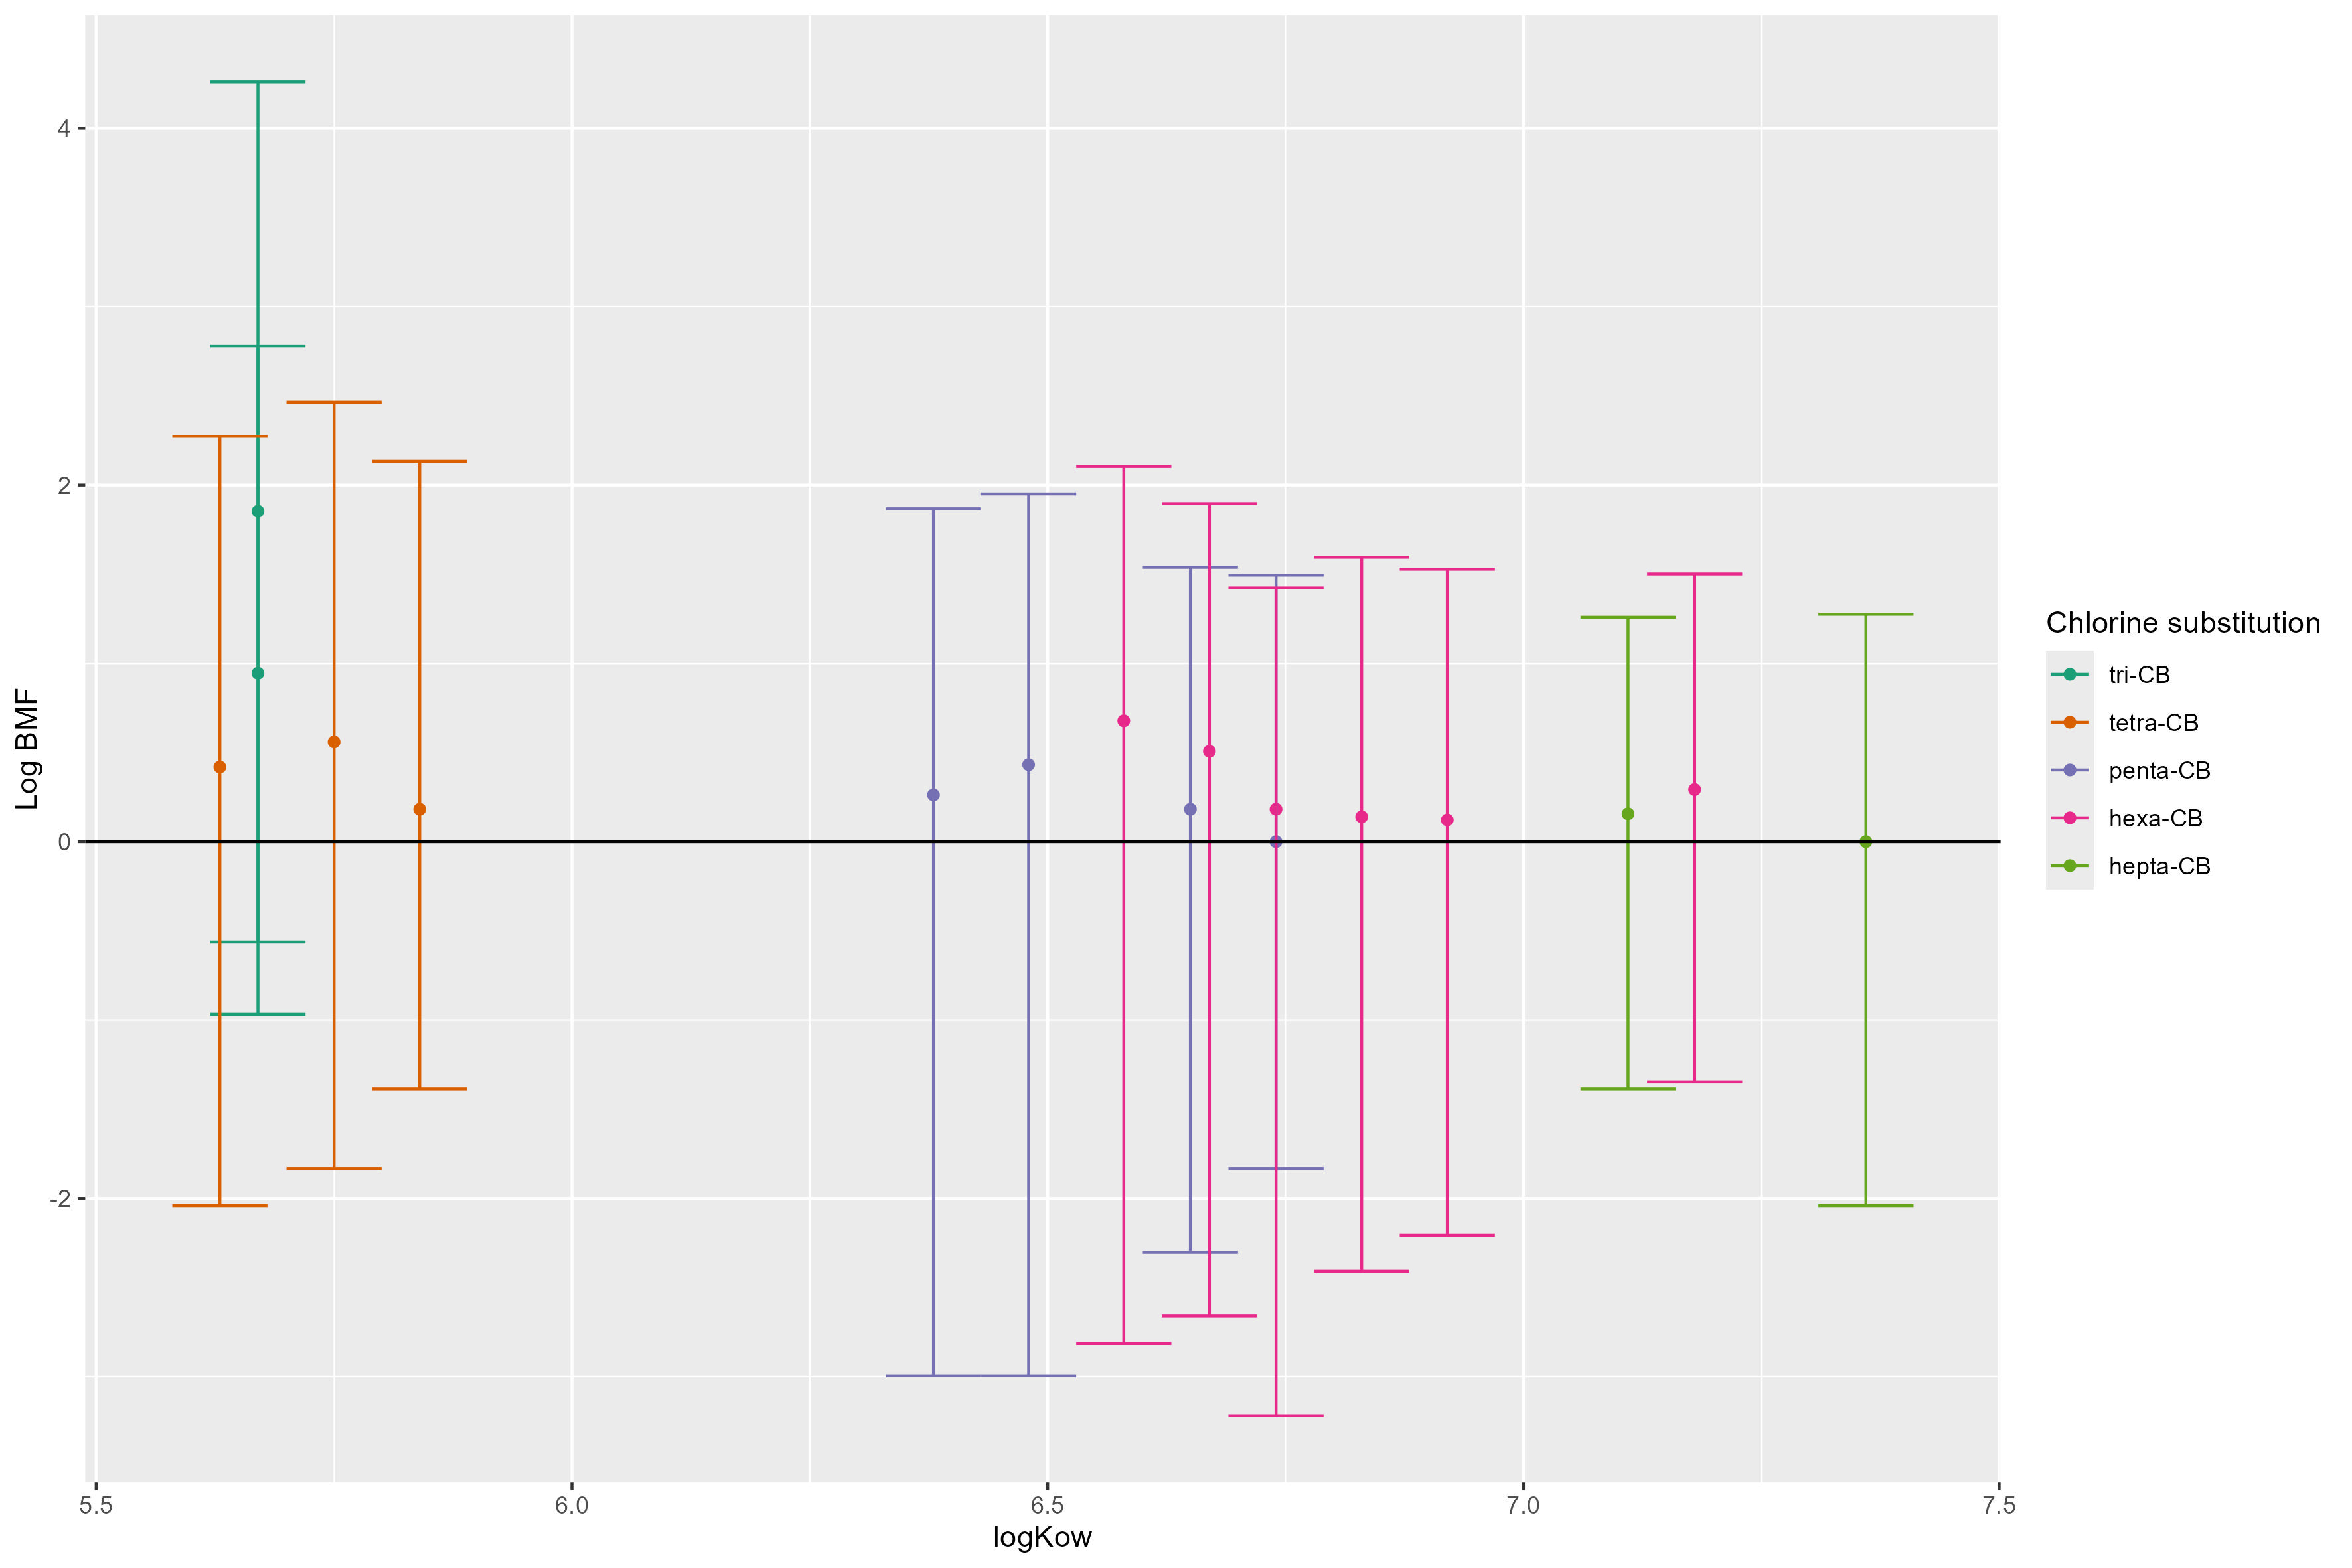 4
2
0
-2
Log BMF
5.5 6.0 6.5 7.0 7.5
logKow
Chlorine substitution
tri-CB
tetra-CB
penta-CB
hexa-CB
hepta-CB